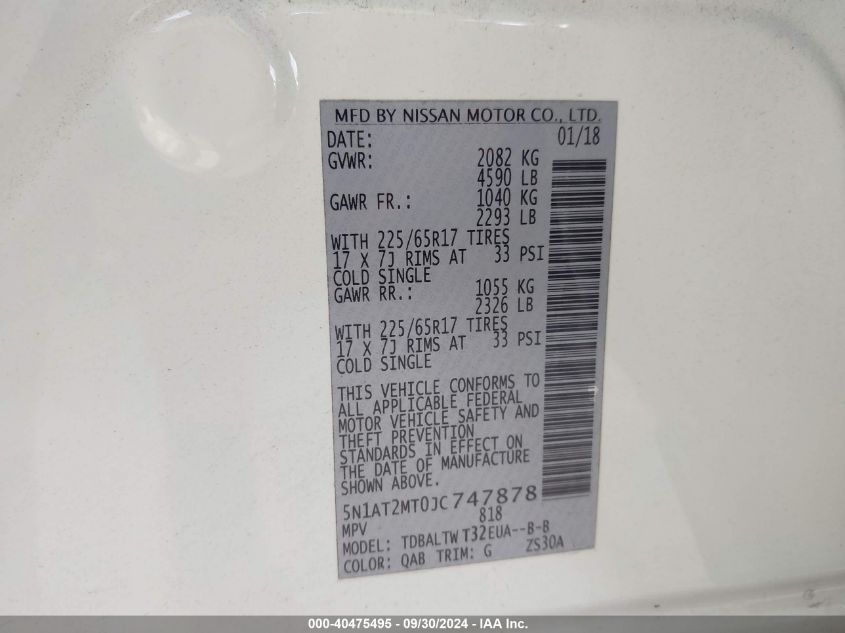 MFD BY NISSAN MOTOR CO., LTD.
DATE: 01/18
GVWR: 2082 KG
4590 LB
GAWR FR.: 1040 KG
2293 LB
WITH 225/65R17 TIRES
17 X 7J RIMS AT 33 PSI
COLD SINGLE
GAWR RR.: 1055 KG
2326 LB
WITH 225/65R17 TIRES
17 X 7J RIMS AT 33 PSI
COLD SINGLE
THIS VEHICLE CONFORMS TO
ALL APPLICABLE FEDERAL
MOTOR VEHICLE SAFETY AND
THEFT PREVENTION
STANDARDS IN EFFECT ON
THE DATE OF MANUFACTURE
SHOWN ABOVE.
5N1AT2MT0JC747878
MPV 818
MODEL: TDBALTW T32EUA--B-B
COLOR: QAB TRIM: G ZS30A
000-40475495 - 09/30/2024 - IAA Inc.